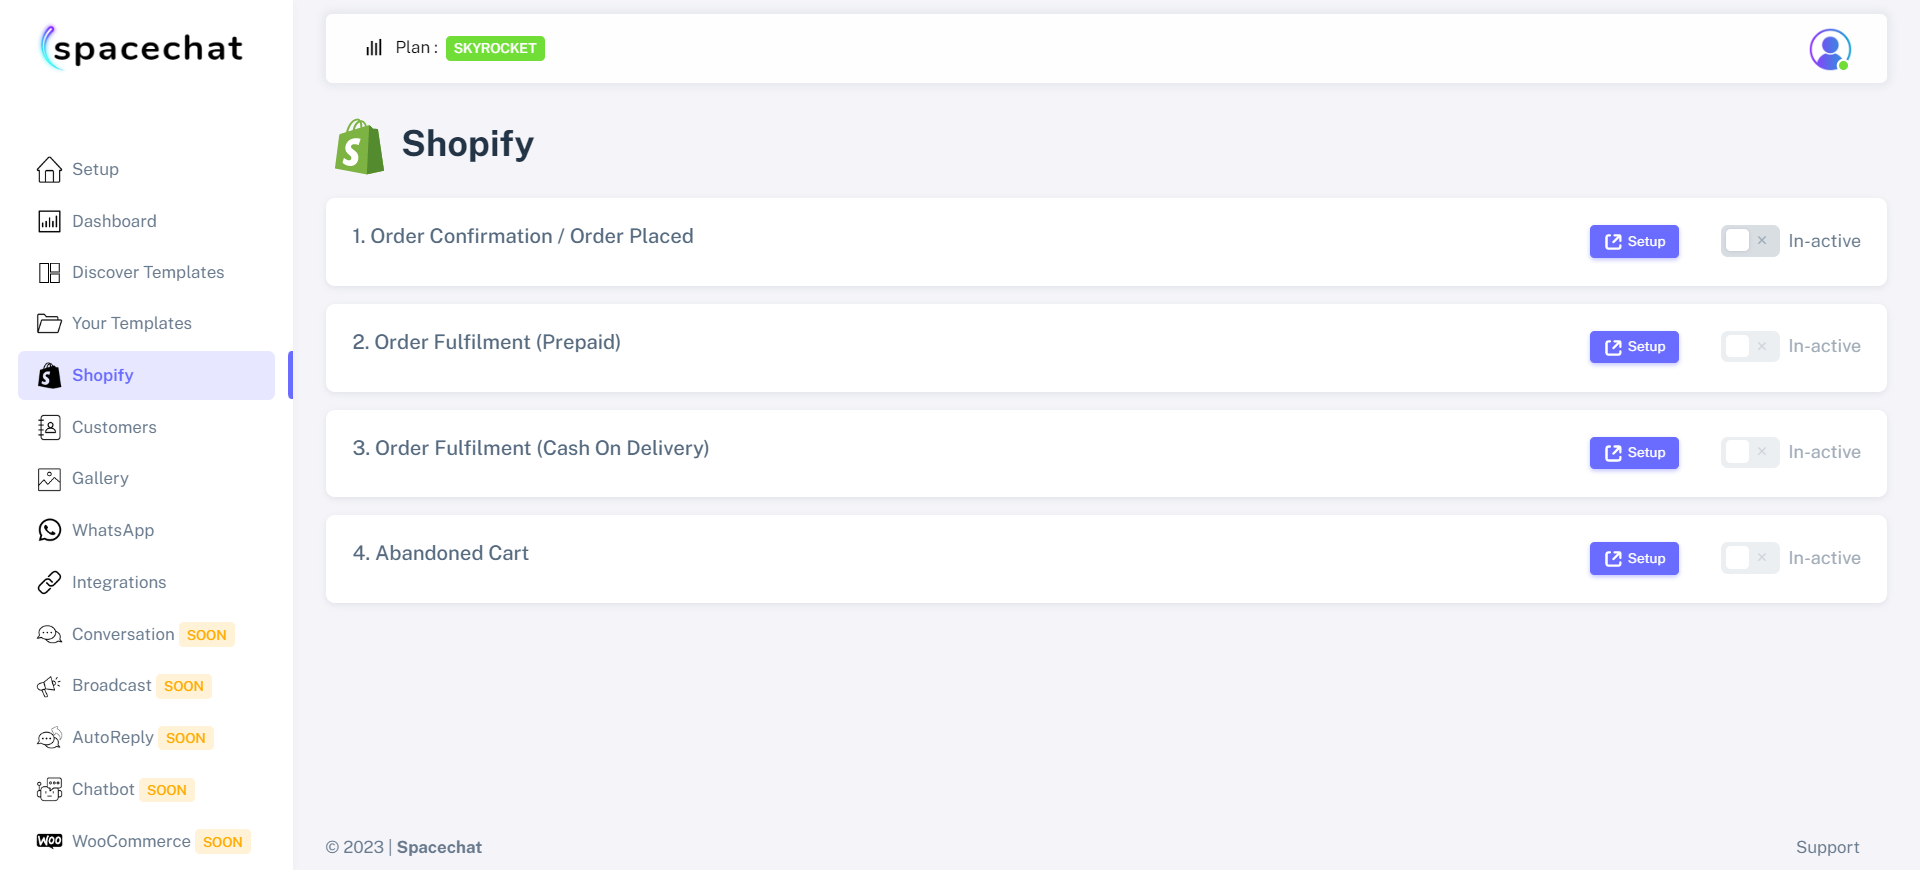 spacechat
Plan : SKYROCKET
Setup
Dashboard
Discover Templates
Your Templates
Shopify
Customers
Gallery
WhatsApp
Integrations
Conversation SOON
Broadcast SOON
AutoReply SOON
Chatbot SOON
WOO WooCommerce SOON
Shopify
1. Order Confirmation / Order Placed Setup In-active
2. Order Fulfilment (Prepaid) Setup In-active
3. Order Fulfilment (Cash On Delivery) Setup In-active
4. Abandoned Cart Setup In-active
© 2023 | Spacechat Support